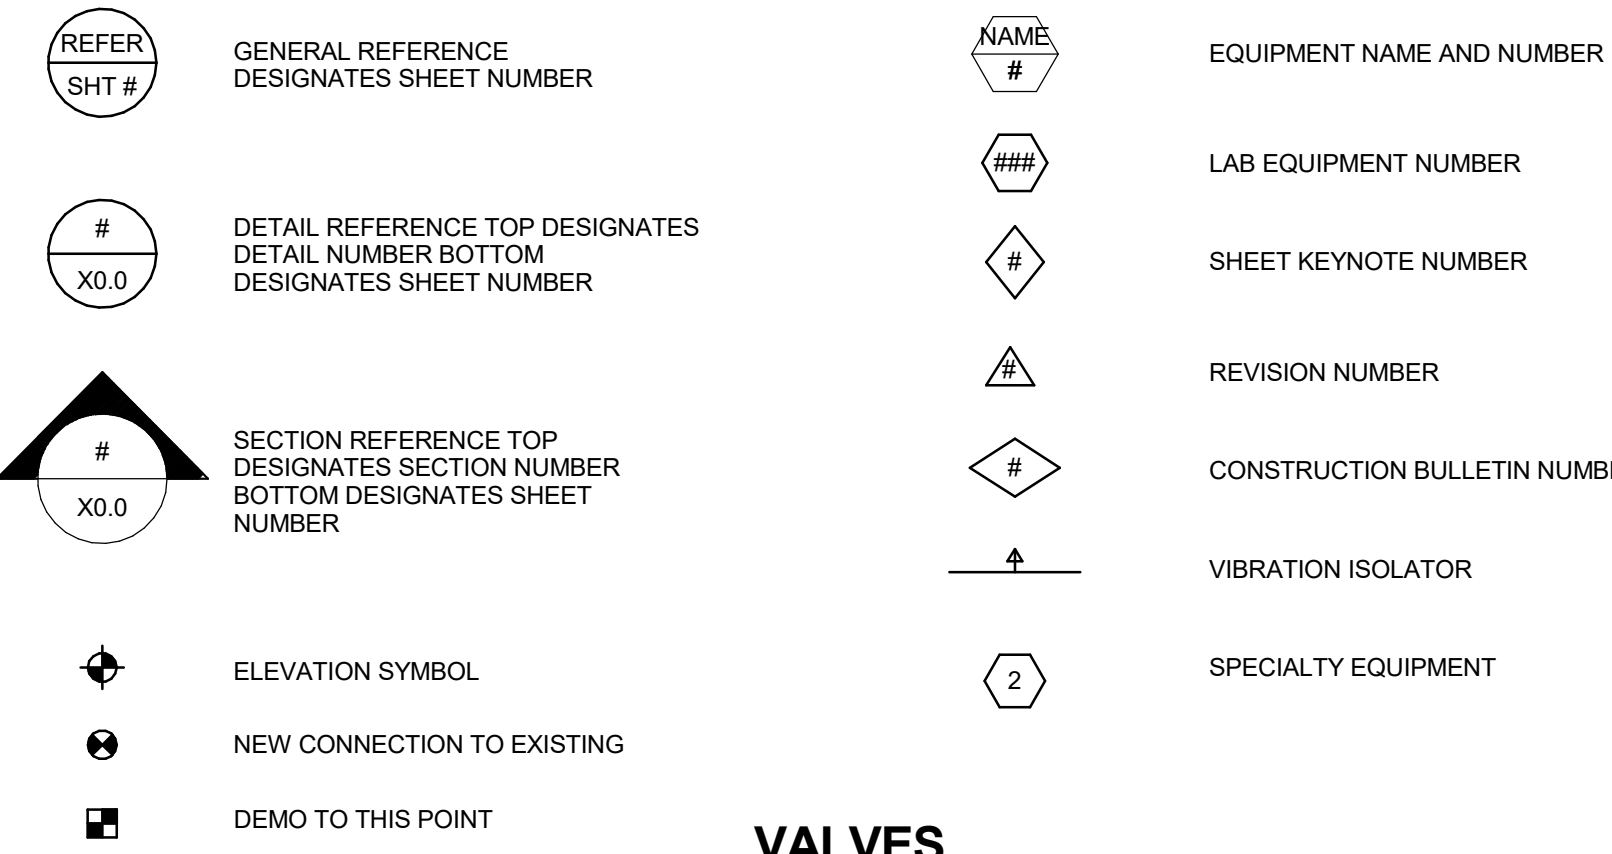 REFER
SHT #
GENERAL REFERENCE
DESIGNATES SHEET NUMBER
#
X0.0
DETAIL REFERENCE TOP DESIGNATES
DETAIL NUMBER BOTTOM
DESIGNATES SHEET NUMBER
#
X0.0
SECTION REFERENCE TOP
DESIGNATES SECTION NUMBER
BOTTOM DESIGNATES SHEET
NUMBER
ELEVATION SYMBOL
NEW CONNECTION TO EXISTING
DEMO TO THIS POINT
NAME
#
EQUIPMENT NAME AND NUMBER
###
LAB EQUIPMENT NUMBER
#
SHEET KEYNOTE NUMBER
#
REVISION NUMBER
#
CONSTRUCTION BULLETIN NUMB
VIBRATION ISOLATOR
2
SPECIALTY EQUIPMENT
VALVES